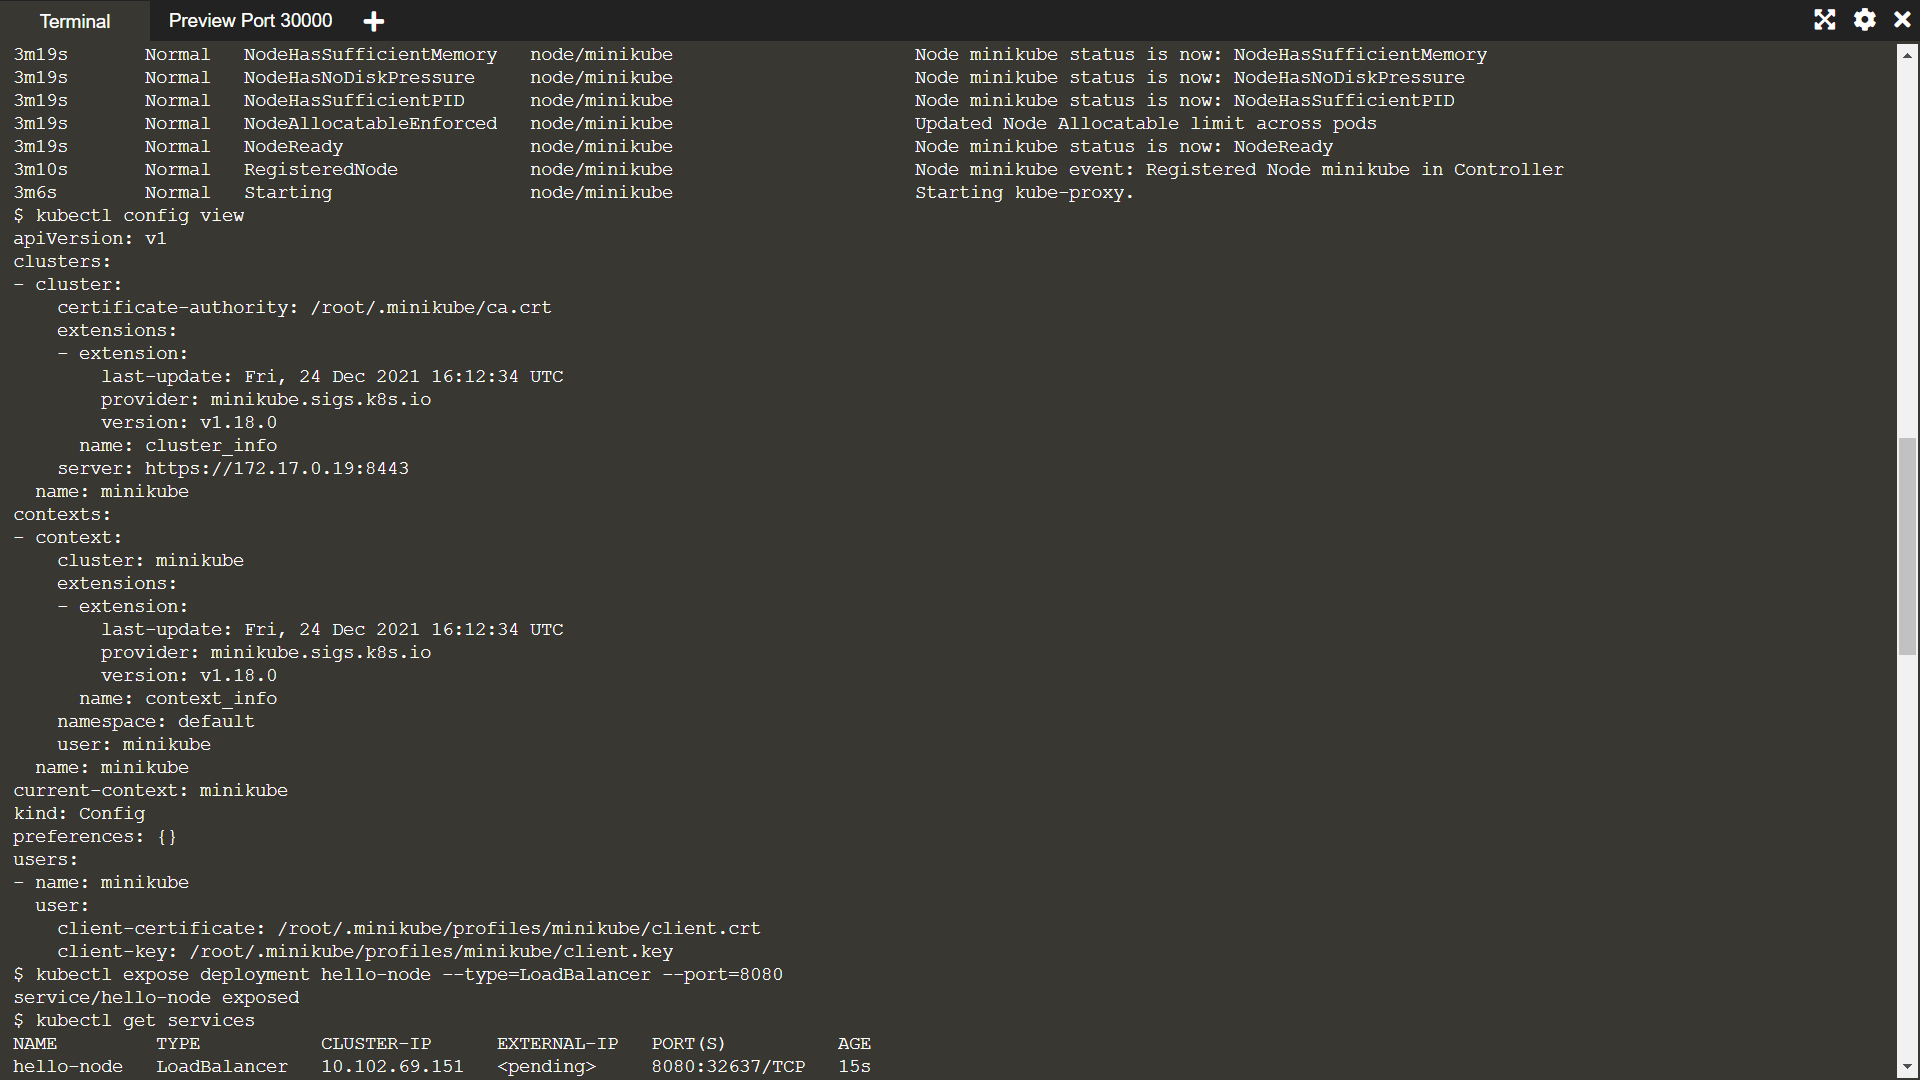 Terminal Preview Port 30000
3m19s Normal NodeHasSufficientMemory node/minikube Node minikube status is now: NodeHasSufficientMemory
3m19s Normal NodeHasNoDiskPressure node/minikube Node minikube status is now: NodeHasNoDiskPressure
3m19s Normal NodeHasSufficientPID node/minikube Node minikube status is now: NodeHasSufficientPID
3m19s Normal NodeAllocatableEnforced node/minikube Updated Node Allocatable limit across pods
3m19s Normal NodeReady node/minikube Node minikube status is now: NodeReady
3m10s Normal RegisteredNode node/minikube Node minikube event: Registered Node minikube in Controller
3m6s Normal Starting node/minikube Starting kube-proxy.
$ kubectl config view
apiVersion: v1
clusters:
- cluster:
    certificate-authority: /root/.minikube/ca.crt
    extensions:
    - extension:
        last-update: Fri, 24 Dec 2021 16:12:34 UTC
        provider: minikube.sigs.k8s.io
        version: v1.18.0
      name: cluster_info
    server: https://172.17.0.19:8443
  name: minikube
contexts:
- context:
    cluster: minikube
    extensions:
    - extension:
        last-update: Fri, 24 Dec 2021 16:12:34 UTC
        provider: minikube.sigs.k8s.io
        version: v1.18.0
      name: context_info
    namespace: default
    user: minikube
  name: minikube
current-context: minikube
kind: Config
preferences: {}
users:
- name: minikube
  user:
    client-certificate: /root/.minikube/profiles/minikube/client.crt
    client-key: /root/.minikube/profiles/minikube/client.key
$ kubectl expose deployment hello-node --type=LoadBalancer --port=8080
service/hello-node exposed
$ kubectl get services
NAME TYPE CLUSTER-IP EXTERNAL-IP PORT(S) AGE
hello-node LoadBalancer 10.102.69.151 <pending> 8080:32637/TCP 15s